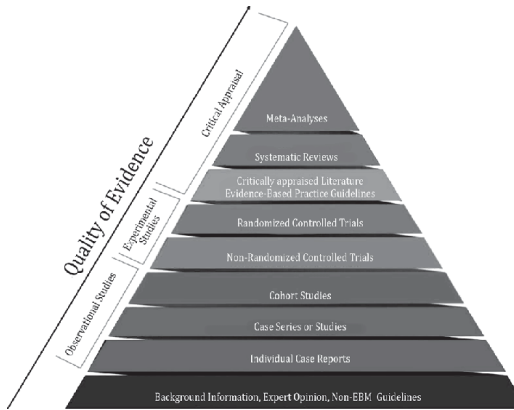 Quality of Evidence
Critical Appraisal
Experimental
Studies
Observational Studies
Meta-Analyses
Systematic Reviews
Critically appraised Literature
Evidence-Based Practice Guidelines
Randomized Controlled Trials
Non-Randomized Controlled Trials
Cohort Studies
Case Series or Studies
Individual Case Reports
Background Information, Expert Opinion, Non-EBM Guidelines